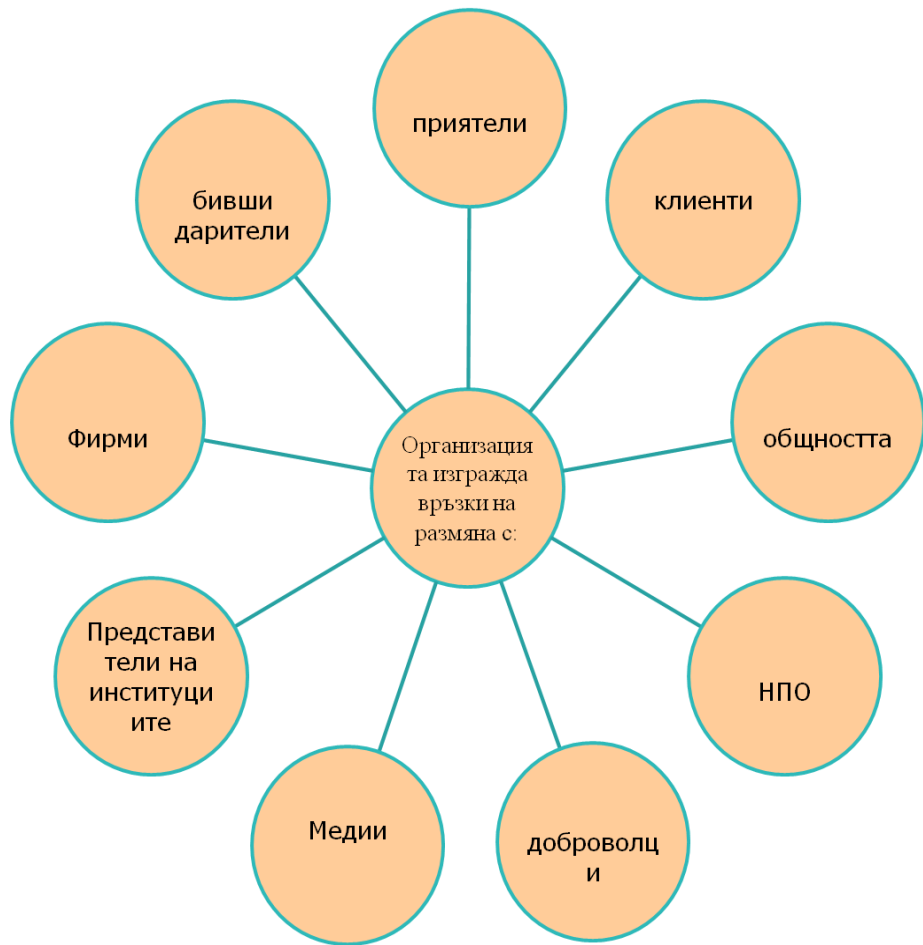 приятели
клиенти
бивши
дарители
общността
Фирми
Организация
та изгражда
връзки на
размяна с:
НПО
Представи
тели на
институци
ите
доброволц
и
Медии